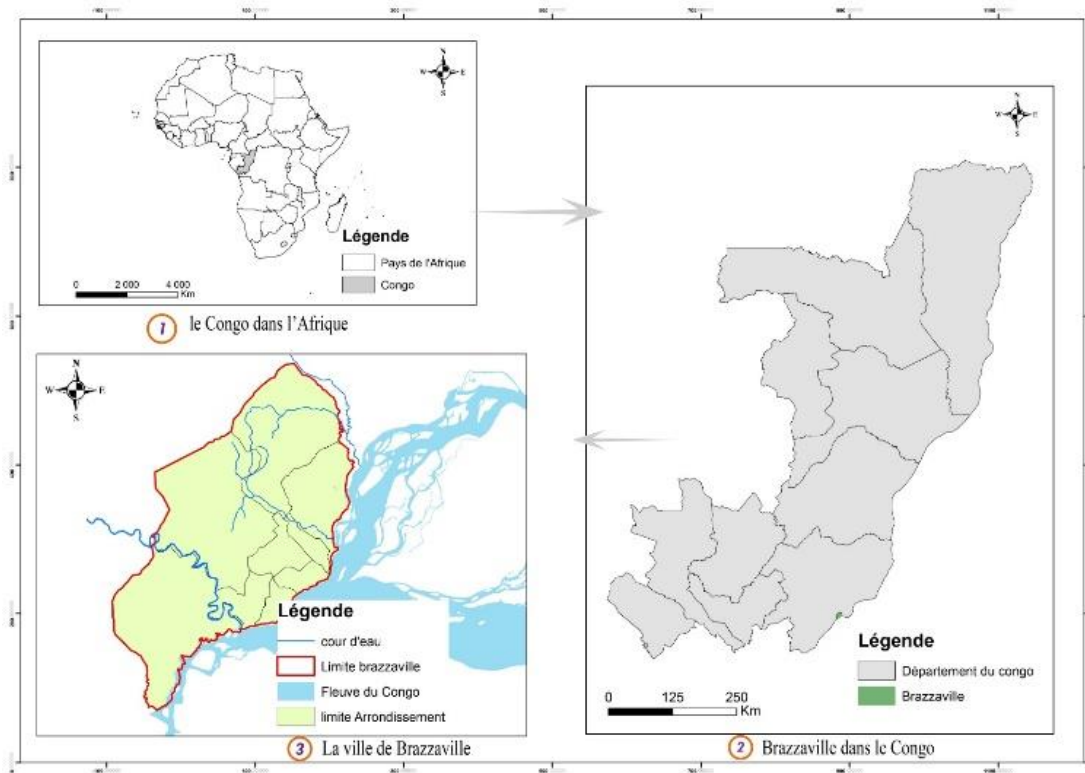 N
W E
S
Légende
Pays de l'Afrique
Congo
0 2 000 4 000
Km
1 le Congo dans l'Afrique
N
W E
S
Légende
cour d'eau
Limite brazzaville
Fleuve du Congo
limite Arrondissement
3 La ville de Brazzaville
N
W E
S
Légende
Département du congo
Brazzaville
0 125 250
Km
2 Brazzaville dans le Congo